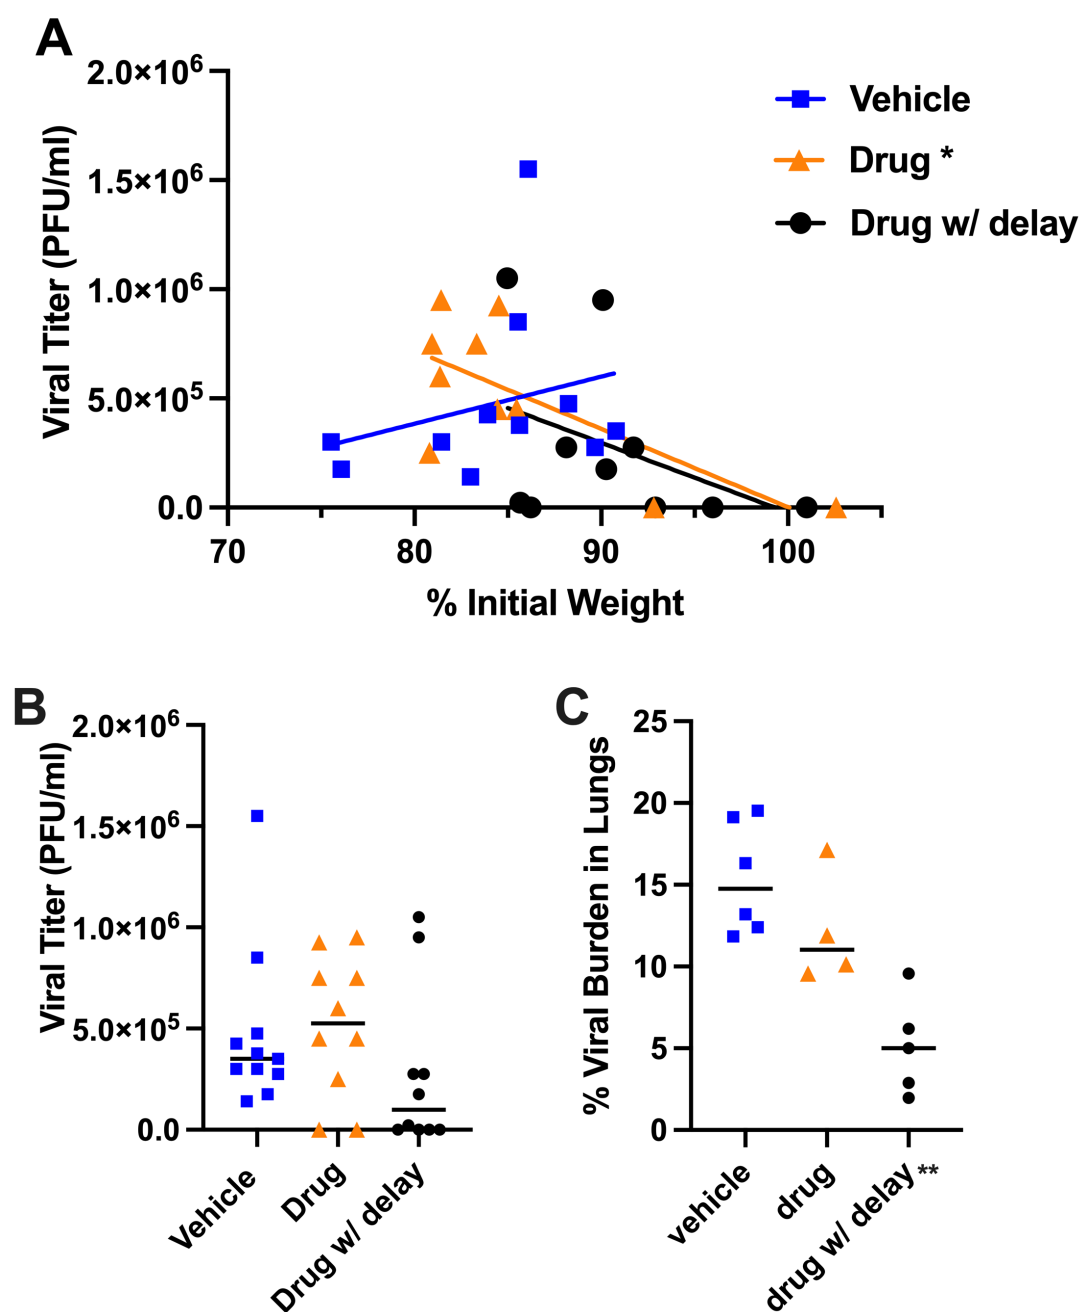 A
Viral Titer (PFU/ml)
2.0×10⁶
1.5×10⁶
1.0×10⁶
5.0×10⁵
0.0
70 80 90 100
% Initial Weight
Vehicle
Drug *
Drug w/ delay
B
Viral Titer (PFU/ml)
2.0×10⁶
1.5×10⁶
1.0×10⁶
5.0×10⁵
0.0
Vehicle
Drug
Drug w/ delay
C
% Viral Burden in Lungs
25
20
15
10
5
0
vehicle
drug
drug w/ delay **